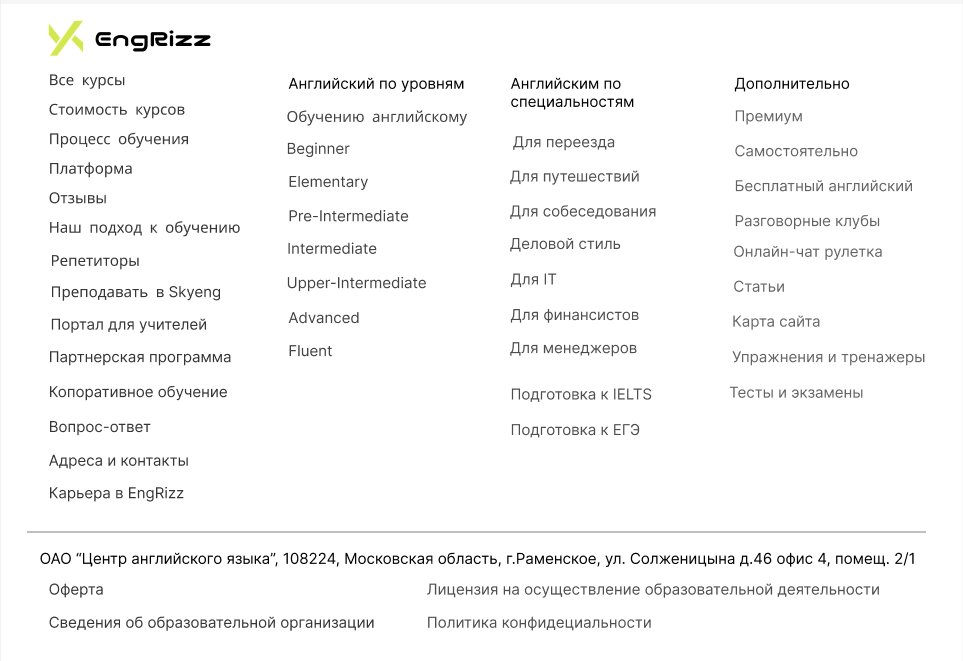 EngRizz
Все курсы
Стоимость курсов
Процесс обучения
Платформа
Отзывы
Наш подход к обучению
Репетиторы
Преподавать в Skyeng
Портал для учителей
Партнерская программа
Копоративное обучение
Вопрос-ответ
Адреса и контакты
Карьера в EngRizz
Английский по уровням
Обучению английскому
Beginner
Elementary
Pre-Intermediate
Intermediate
Upper-Intermediate
Advanced
Fluent
Английским по
специальностям
Для переезда
Для путешествий
Для собеседования
Деловой стиль
Для IT
Для финансистов
Для менеджеров
Подготовка к IELTS
Подготовка к ЕГЭ
Дополнительно
Премиум
Самостоятельно
Бесплатный английский
Разговорные клубы
Онлайн-чат рулетка
Статьи
Карта сайта
Упражнения и тренажеры
Тесты и экзамены
ОАО “Центр английского языка”, 108224, Московская область, г.Раменское, ул. Солженицына д.46 офис 4, помещ. 2/1
Оферта
Лицензия на осуществление образовательной деятельности
Сведения об образовательной организации
Политика конфидециальности